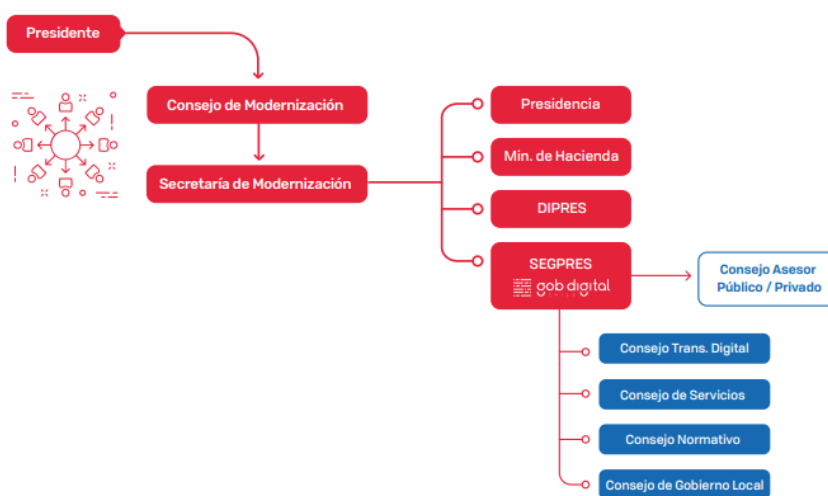 Presidente
Consejo de Modernización
Secretaría de Modernización
Presidencia
Min. de Hacienda
DIPRES
SEGPRES
gob digital
CHILE
Consejo Asesor
Público / Privado
Consejo Trans. Digital
Consejo de Servicios
Consejo Normativo
Consejo de Gobierno Local